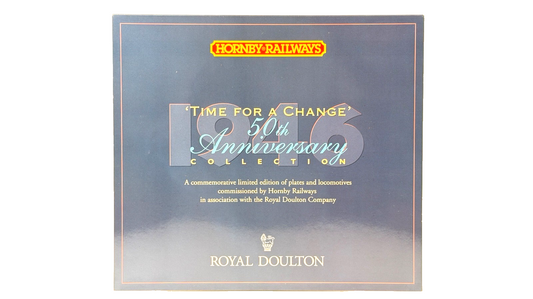 HORNBY RAILWAYS
1946
'TIME FOR A CHANGE'
50th
Anniversary
COLLECTION
A commemorative limited edition of plates and locomotives
commissioned by Hornby Railways
in association with the Royal Doulton Company
ROYAL DOULTON